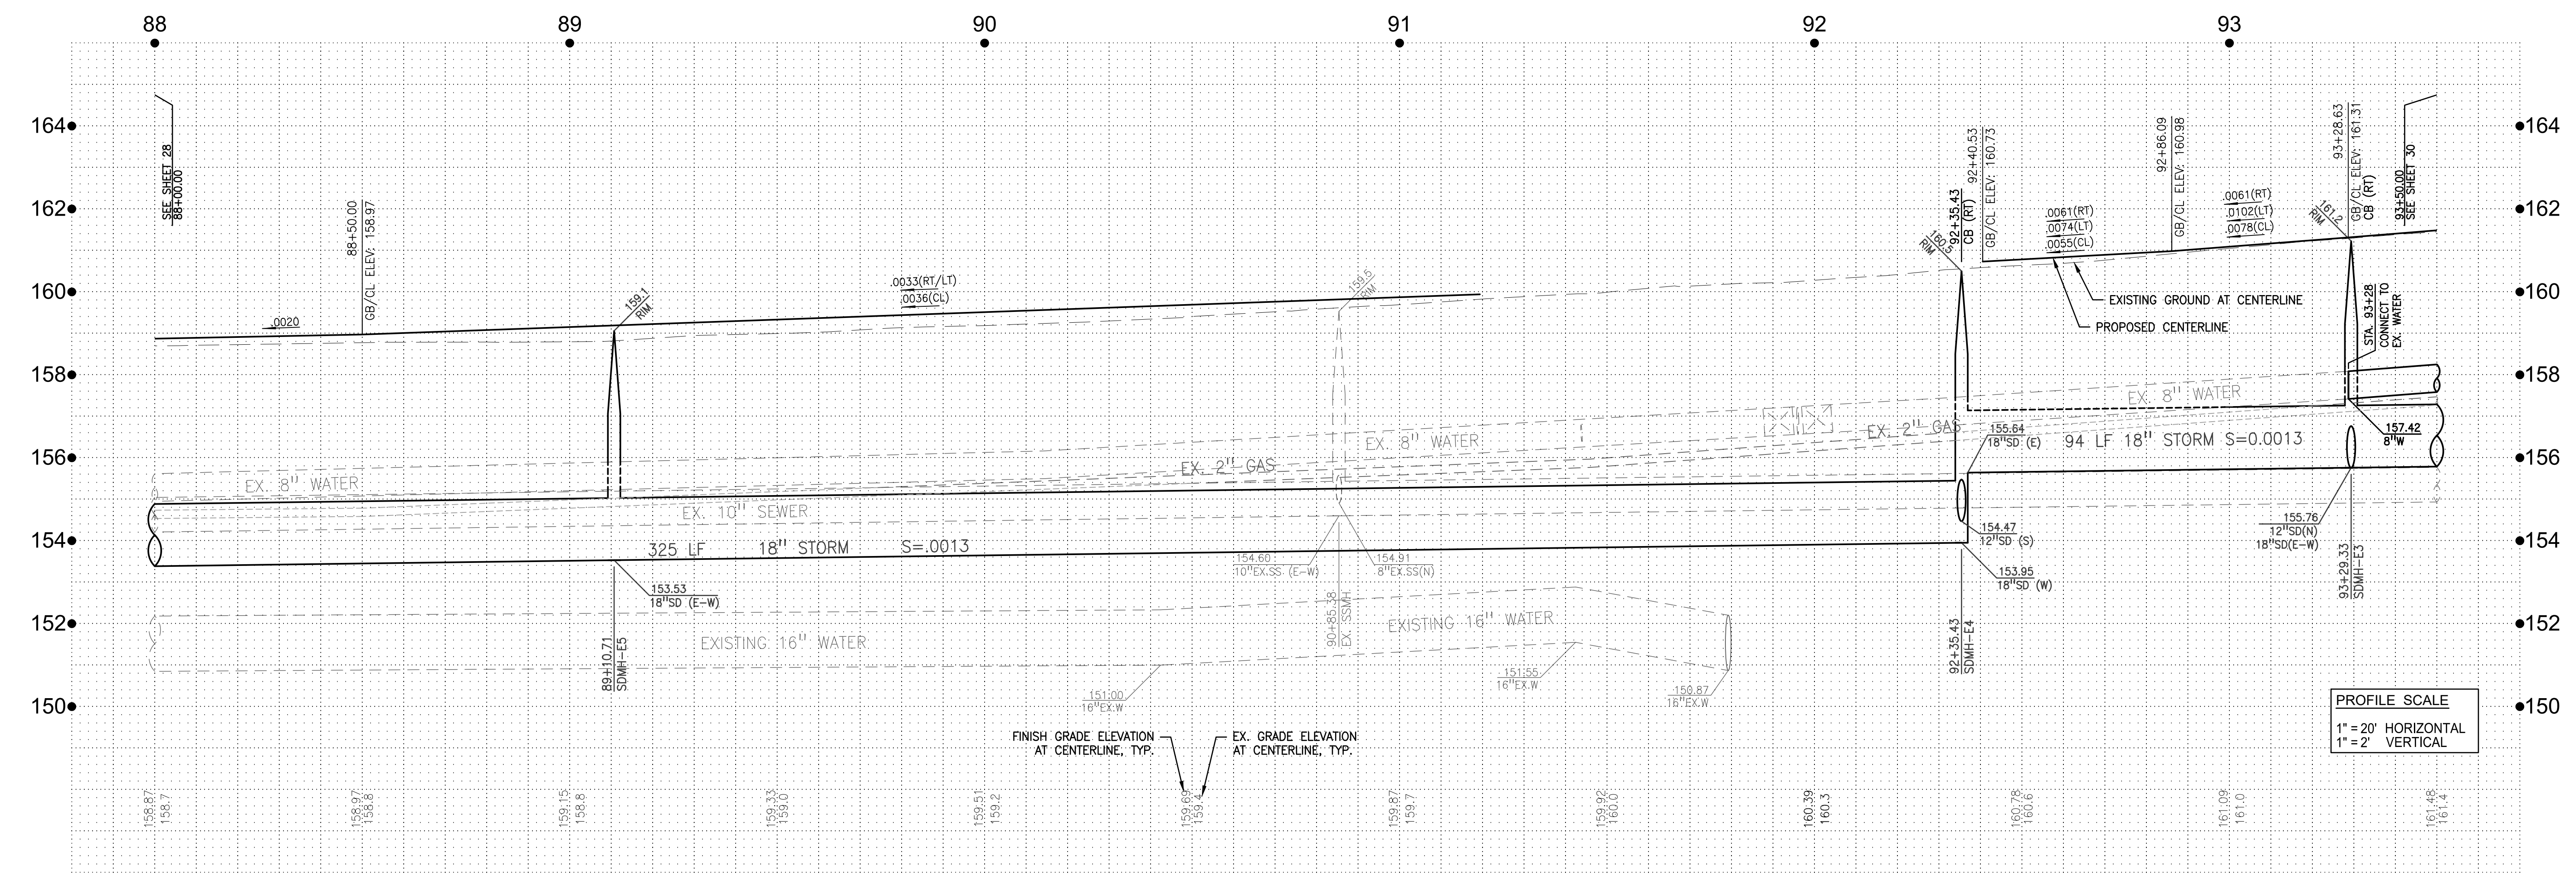 88
89
90
91
92
93
164
162
160
158
156
154
152
150
164
162
160
158
156
154
152
150
SEE SHEET 28
88+00.00
88+50.00
GB/CL ELEV: 158.97
.0020
159.1
RIM
.0033(RT/LT)
.0036(CL)
159.5
RIM
160.5
RIM
92+35.43
CB (RT)
92+40.53
GB/CL ELEV: 160.73
.0061(RT)
.0074(LT)
.0055(CL)
92+86.09
GB/CL ELEV: 160.98
.0061(RT)
.0102(LT)
.0078(CL)
161.2
RIM
93+28.63
GB/CL ELEV: 161.31
CB (RT)
93+50.00
SEE SHEET 30
EXISTING GROUND AT CENTERLINE
PROPOSED CENTERLINE
STA. 93+28
CONNECT TO
EX. WATER
EX. 8" WATER
EX. 2" GAS
EX. 8" WATER
EX. 2" GAS
EX. 8" WATER
157.42
8"W
155.64
18"SD (E)
94 LF 18" STORM S=0.0013
EX. 10" SEWER
325 LF 18" STORM S=.0013
153.53
18"SD (E-W)
89+10.71
SDMH-E5
154.60
10"EX.SS (E-W)
154.91
8"EX.SS(N)
90+85.38
EX. SSMH
154.47
12"SD (S)
153.95
18"SD (W)
92+35.43
SDMH-E4
155.76
12"SD(N)
18"SD(E-W)
93+29.33
SDMH-E3
EXISTING 16" WATER
EXISTING 16" WATER
151.00
16"EX.W
151.55
16"EX.W
150.87
16"EX.W
FINISH GRADE ELEVATION
AT CENTERLINE, TYP.
EX. GRADE ELEVATION
AT CENTERLINE, TYP.
PROFILE SCALE
1" = 20' HORIZONTAL
1" = 2' VERTICAL
158.87
158.7
158.97
158.8
159.15
158.8
159.33
159.0
159.51
159.2
159.69
159.4
159.87
159.7
159.92
160.0
160.39
160.3
160.78
160.6
161.09
161.0
161.48
161.4